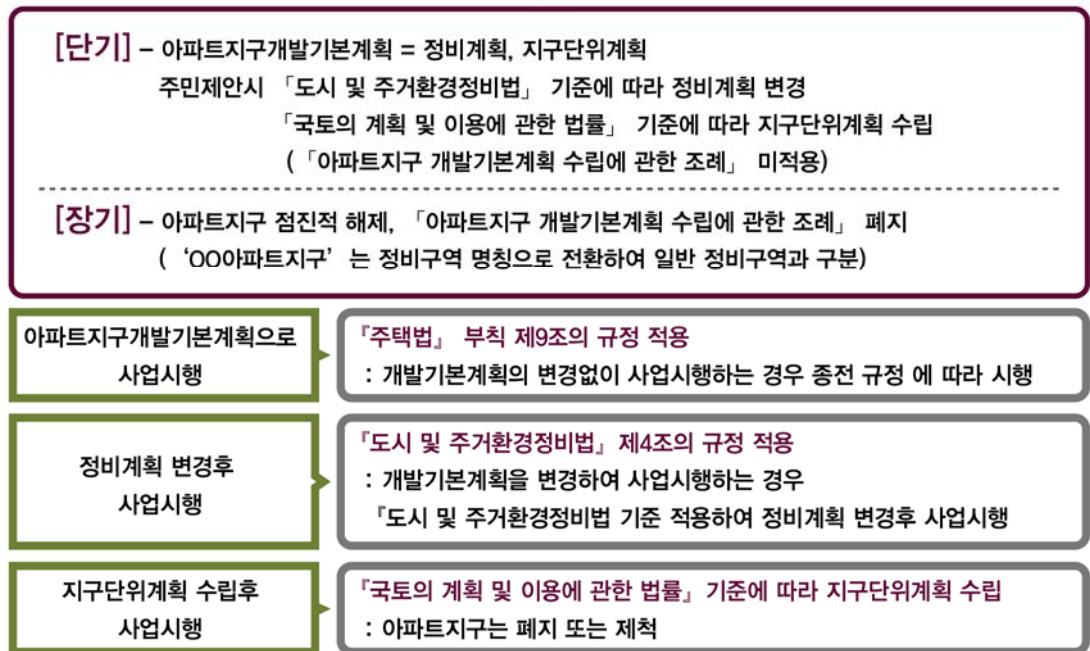 [단기] – 아파트지구개발기본계획 = 정비계획, 지구단위계획
주민제안시 「도시 및 주거환경정비법」 기준에 따라 정비계획 변경
「국토의 계획 및 이용에 관한 법률」 기준에 따라 지구단위계획 수립
(「아파트지구 개발기본계획 수립에 관한 조례」 미적용)
[장기] – 아파트지구 점진적 해제, 「아파트지구 개발기본계획 수립에 관한 조례」 폐지
( ‘OO아파트지구’ 는 정비구역 명칭으로 전환하여 일반 정비구역과 구분)
아파트지구개발기본계획으로
사업시행
『주택법』 부칙 제9조의 규정 적용
: 개발기본계획의 변경없이 사업시행하는 경우 종전 규정 에 따라 시행
정비계획 변경후
사업시행
『도시 및 주거환경정비법』 제4조의 규정 적용
: 개발기본계획을 변경하여 사업시행하는 경우
『도시 및 주거환경정비법 기준 적용하여 정비계획 변경후 사업시행
지구단위계획 수립후
사업시행
『국토의 계획 및 이용에 관한 법률』 기준에 따라 지구단위계획 수립
: 아파트지구는 폐지 또는 제척